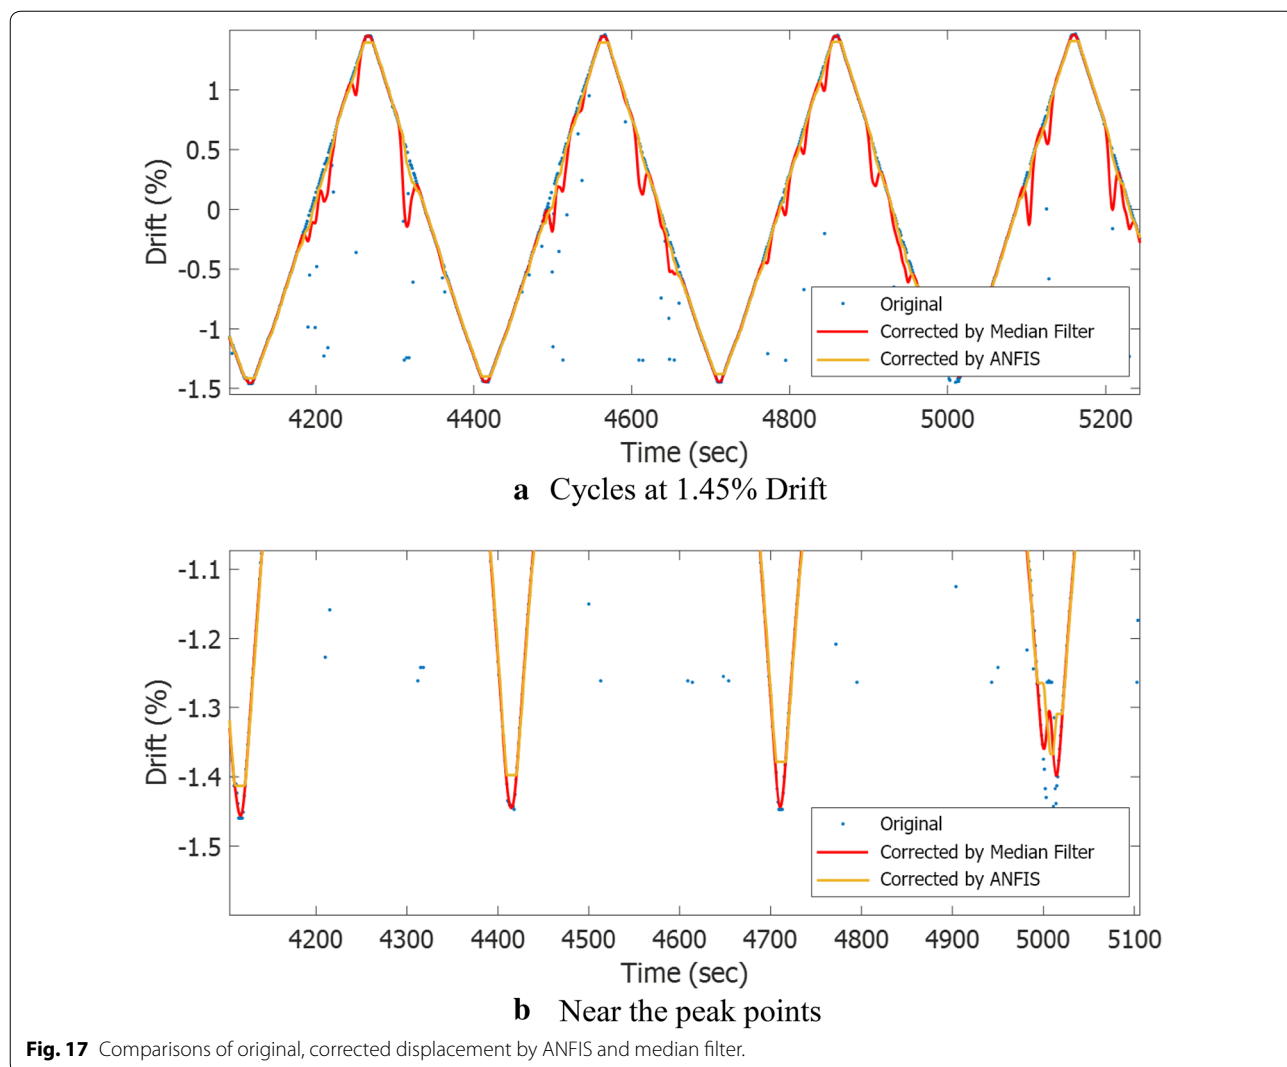 1
0.5
0
-0.5
-1
-1.5
Drift (%)
Original
Corrected by Median Filter
Corrected by ANFIS
4200 4400 4600 4800 5000 5200
Time (sec)
a Cycles at 1.45% Drift
-1.1
-1.2
-1.3
-1.4
-1.5
Drift (%)
Original
Corrected by Median Filter
Corrected by ANFIS
4200 4300 4400 4500 4600 4700 4800 4900 5000 5100
Time (sec)
b Near the peak points
Fig. 17 Comparisons of original, corrected displacement by ANFIS and median filter.